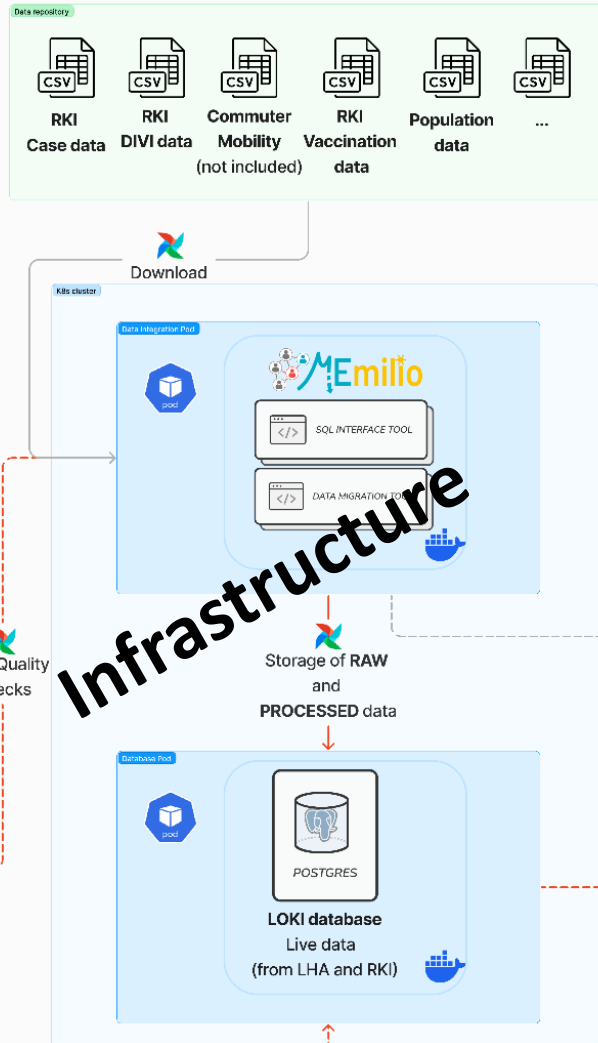 Data repository
CSV CSV CSV CSV CSV CSV
RKI
Case data
RKI
DIVI data
Commuter
Mobility
(not included)
RKI
Vaccination
data
Population
data
...
Download
K8s cluster
Data Integration Pod
pod
MEmilio
</>
SQL INTERFACE TOOL
</>
DATA MIGRATION TOOL
Infrastructure
Quality
ecks
Storage of RAW
and
PROCESSED data
Database Pod
pod
POSTGRES
LOKI database
Live data
(from LHA and RKI)